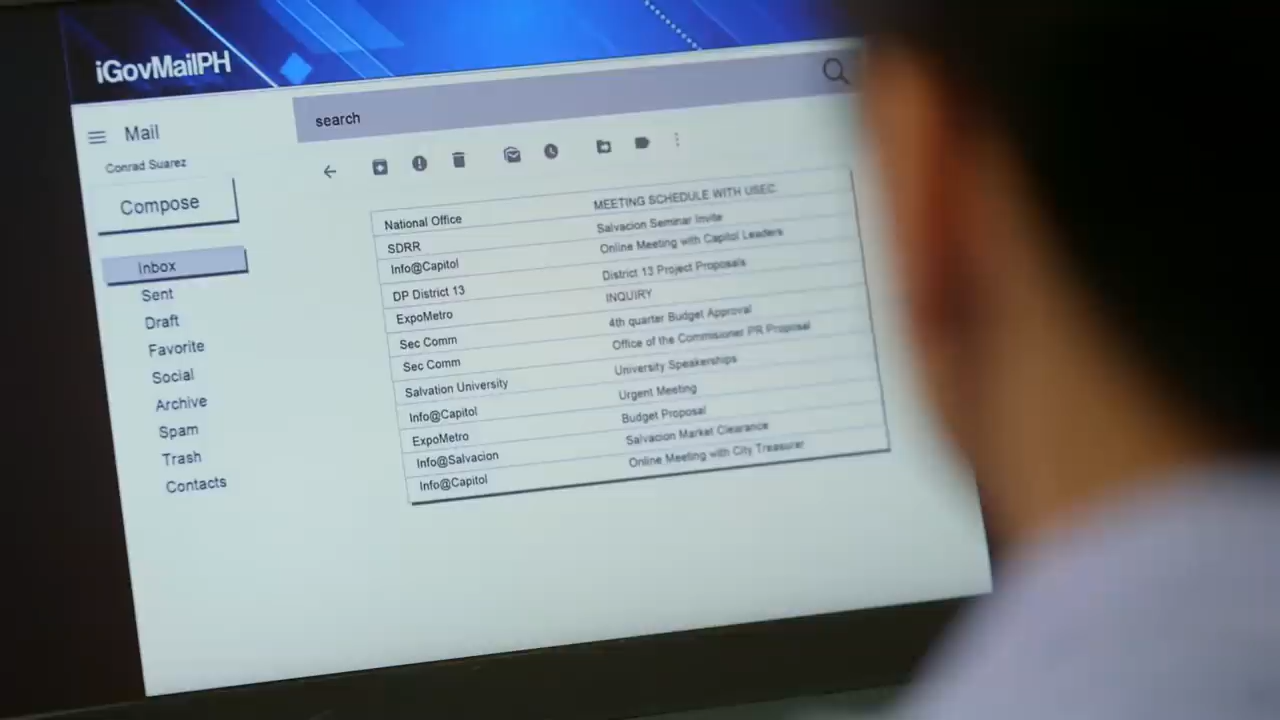 iGovMailPH
search
Mail
Conrad Suarez
Compose
Inbox
Sent
Draft
Favorite
Social
Archive
Spam
Trash
Contacts
National Office MEETING SCHEDULE WITH USEC
SDRR Salvacion Seminar Invite
Info@Capitol Online Meeting with Capitol Leaders
DP District 13 District 13 Project Proposals
ExpoMetro INQUIRY
Sec Comm 4th quarter Budget Approval
Sec Comm Office of the Commisioner PR Proposal
Salvation University University Speakerships
Info@Capitol Urgent Meeting
ExpoMetro Budget Proposal
Info@Salvacion Salvacion Market Clearance
Info@Capitol Online Meeting with City Treasurer